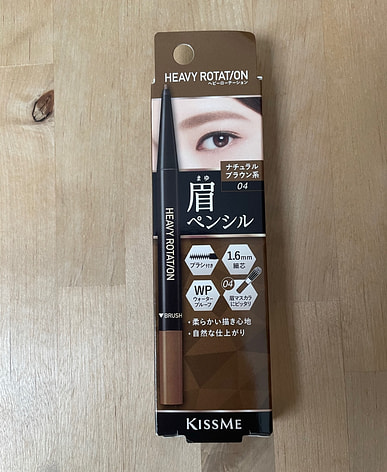 HEAVY ROTATION
ヘビーローテーション
ナチュラル
ブラウン系
04
まゆ
眉
ペンシル
HEAVY ROTATION
ブラシ付き
1.6mm
細芯
WP
ウォーター
プルーフ
04
眉マスカラ
にピッタリ
▼BRUSH
・柔らかい描き心地
・自然な仕上がり
KISSME